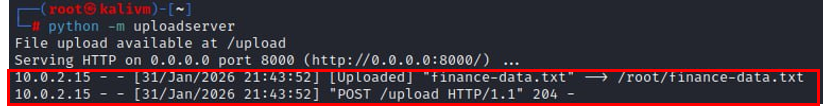 ┌──(root㉿kalivm)-[~]
└─# python -m uploadserver
File upload available at /upload
Serving HTTP on 0.0.0.0 port 8000 (http://0.0.0.0:8000/) ...
10.0.2.15 - - [31/Jan/2026 21:43:52] [Uploaded] "finance-data.txt" --> /root/finance-data.txt
10.0.2.15 - - [31/Jan/2026 21:43:52] "POST /upload HTTP/1.1" 204 -